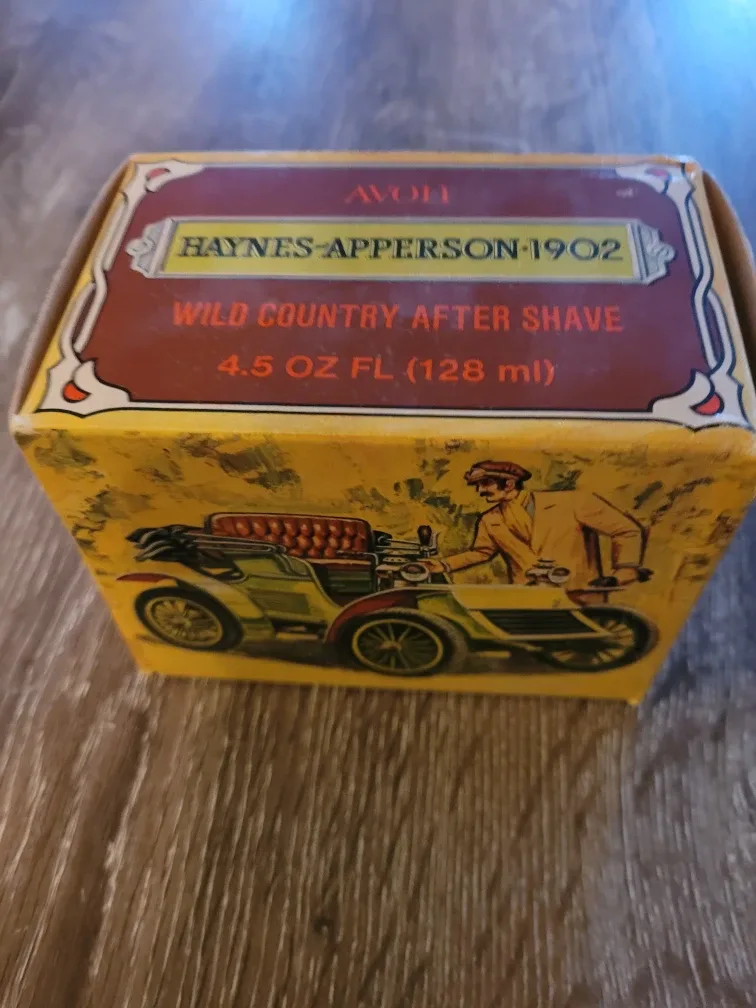 AVON
HAYNES-APPERSON·1902
WILD COUNTRY AFTER SHAVE
4.5 OZ FL (128 ml)